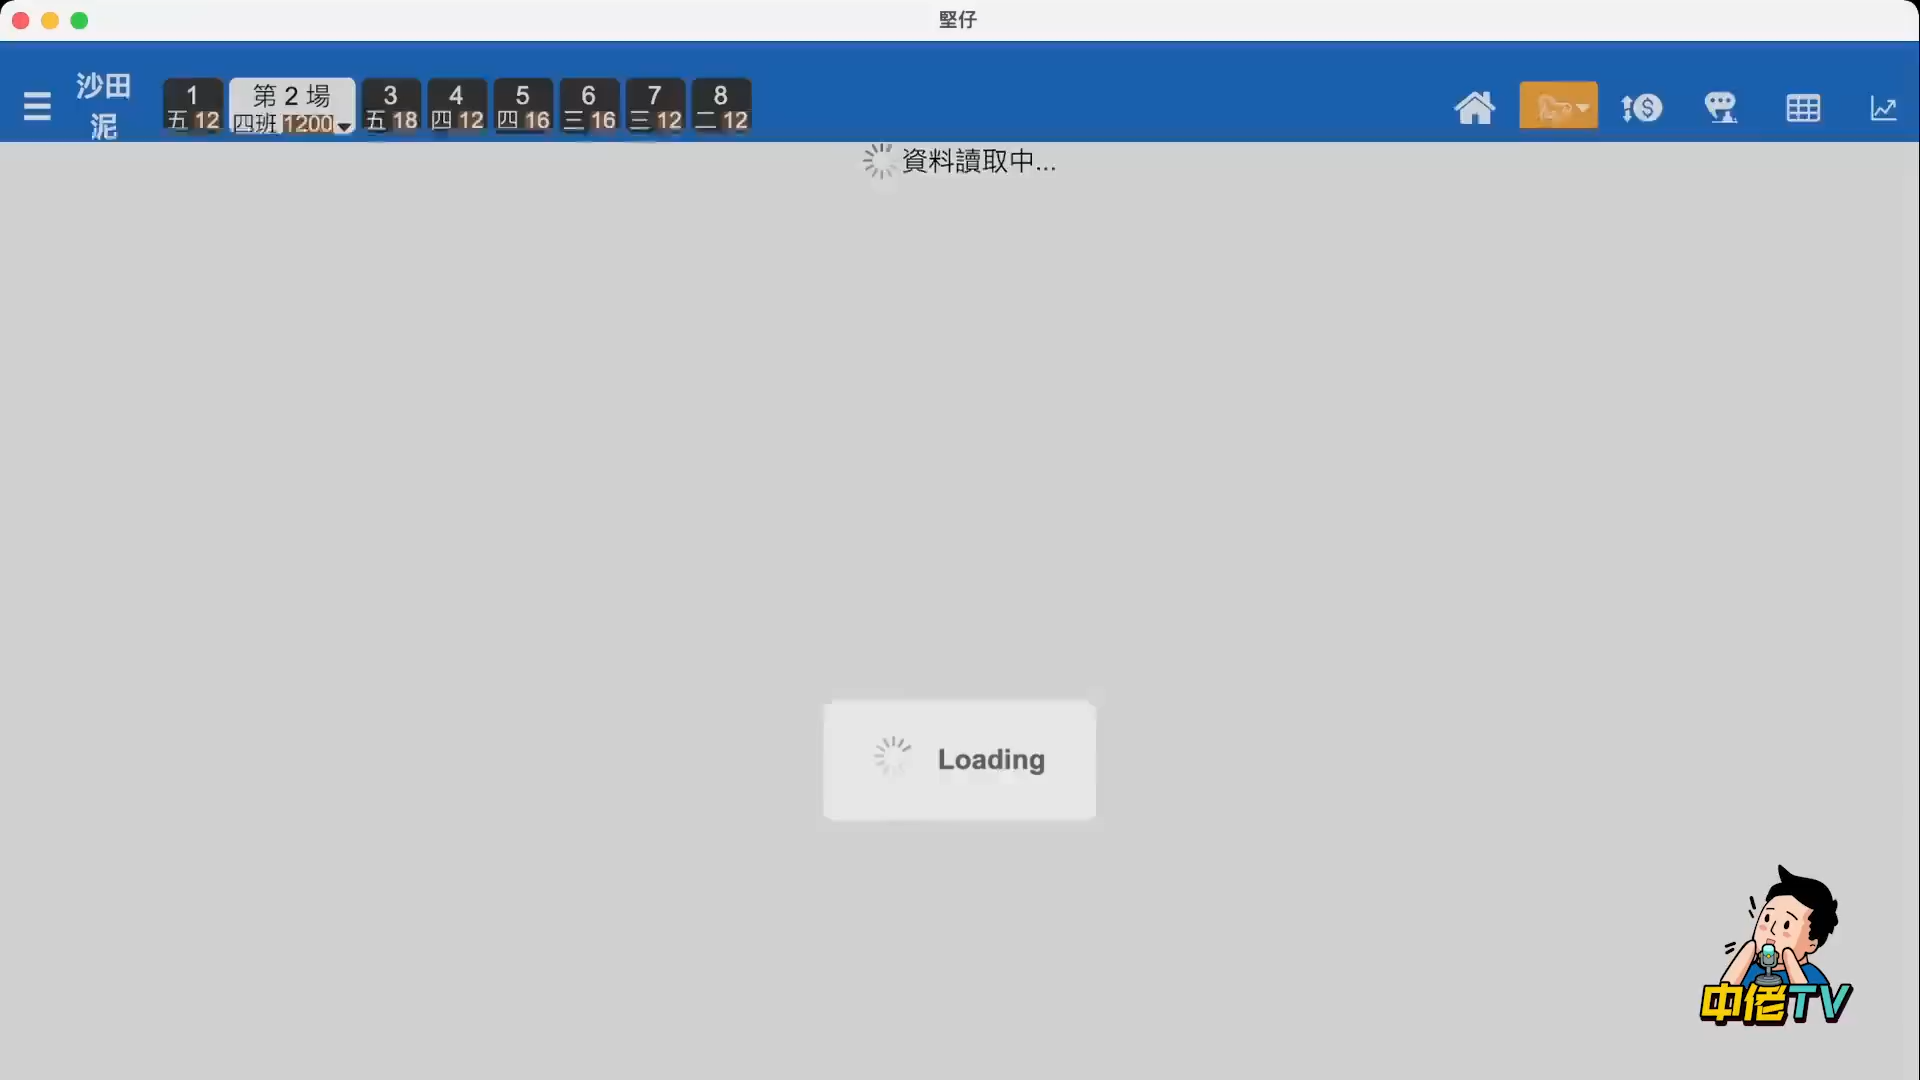 堅仔
沙田
泥
1
五 12
第 2 場
四班 1200
3
五 18
4
四 12
5
四 16
6
三 16
7
三 12
8
二 12
資料讀取中...
Loading
中佬TV